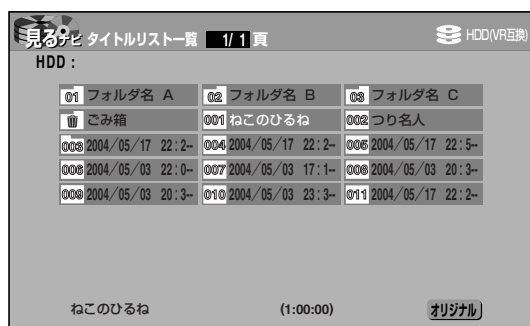 見るナビ タイトルリスト一覧 1/ 1 頁 HDD(VR互換)
HDD :
01 フォルダ名 A 02 フォルダ名 B 03 フォルダ名 C
ごみ箱 001 ねこのひるね 002 つり名人
003 2004/05/17 22:2-- 004 2004/05/17 22:2-- 005 2004/05/17 22:5--
006 2004/05/03 22:0-- 007 2004/05/03 17:1-- 008 2004/05/03 20:3--
009 2004/05/03 20:3-- 010 2004/05/03 23:3-- 011 2004/05/17 22:2--
ねこのひるね (1:00:00) オリジナル